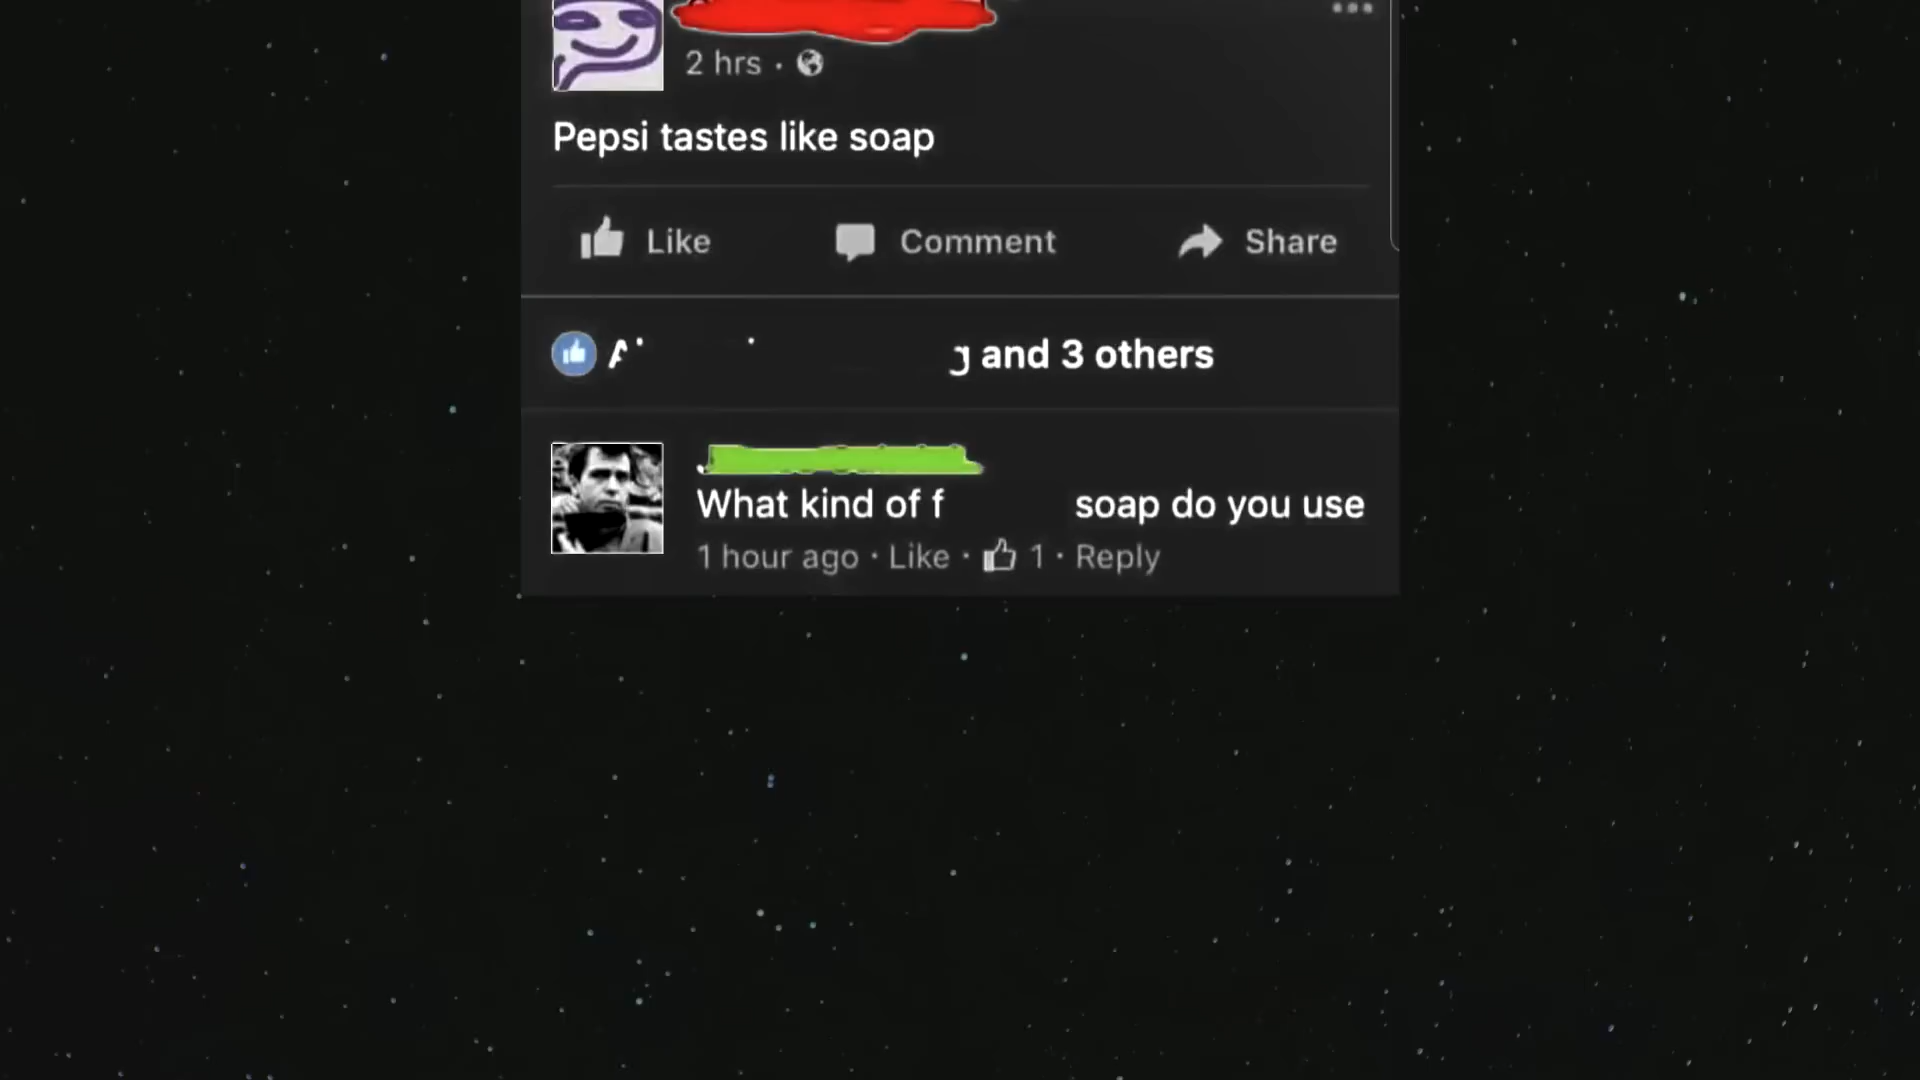 2 hrs ·
Pepsi tastes like soap
Like Comment Share
and 3 others
What kind of f soap do you use
1 hour ago · Like · 1 · Reply